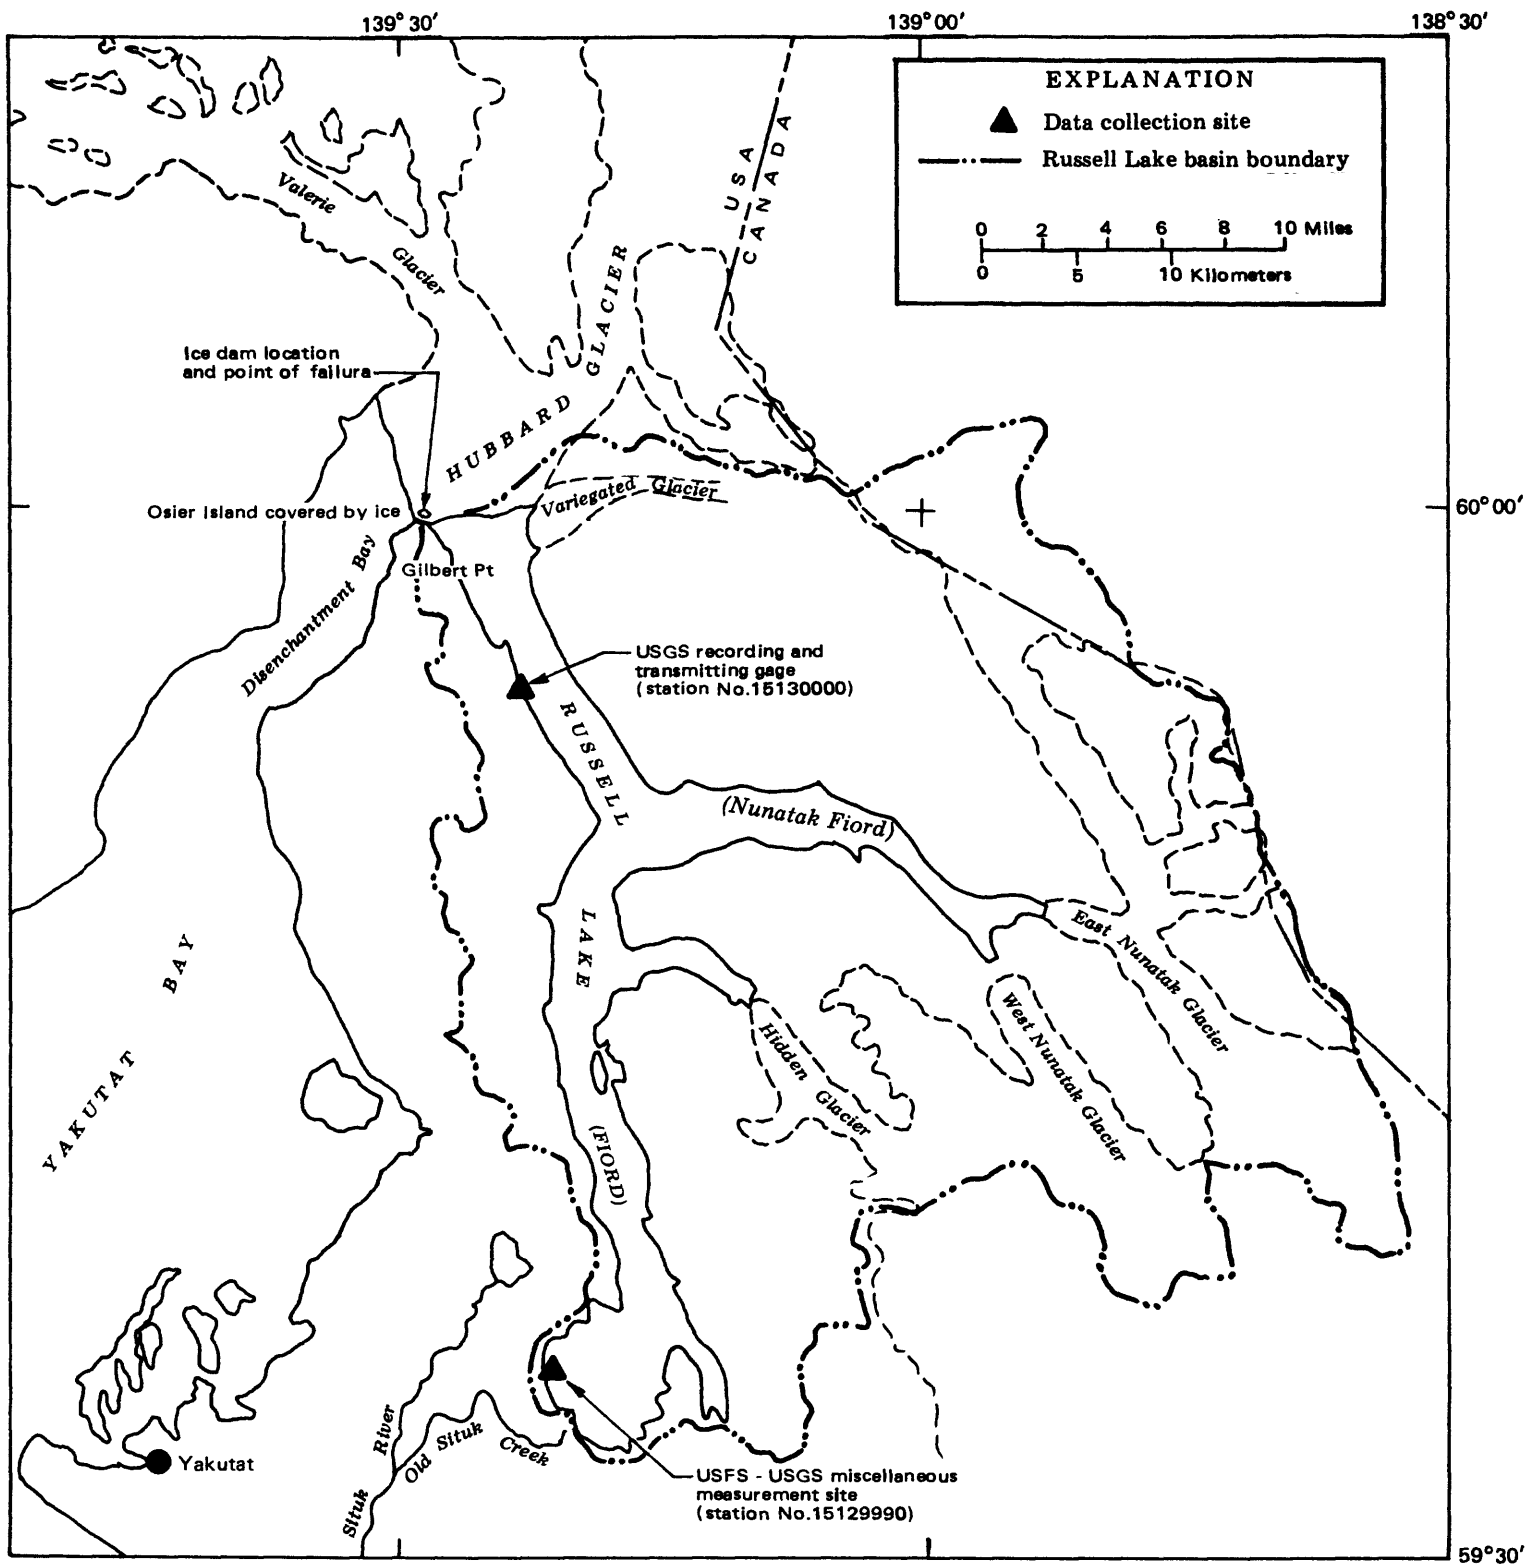 139°30′
139°00′
138°30′
EXPLANATION
Data collection site
Russell Lake basin boundary
0 2 4 6 8 10 Miles
0 5 10 Kilometers
USA
CANADA
Valerie
Glacier
HUBBARD GLACIER
Ice dam location
and point of failura
Osier Island covered by ice
Variegated Glacier
60°00′
Gilbert Pt
Disenchantment Bay
USGS recording and
transmitting gage
(station No.15130000)
RUSSELL
LAKE
(FIORD)
(Nunatak Fiord)
East Nunatak Glacier
West Nunatak Glacier
Hidden
Glacier
YAKUTAT BAY
Yakutat
Situk River
Old Situk Creek
USFS - USGS miscellaneous
measurement site
(station No.15129990)
59°30′